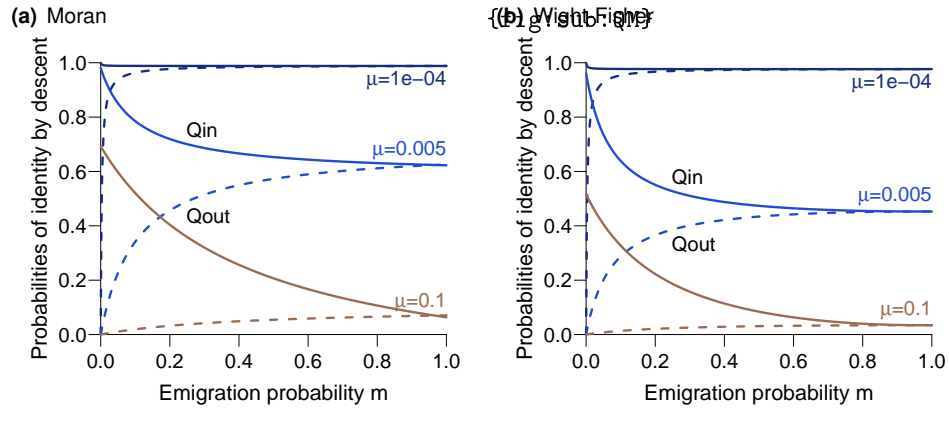 (a) Moran
Probabilities of identity by descent
1.0
0.8
0.6
0.4
0.2
0.0
μ=1e−04
Qin
μ=0.005
Qout
μ=0.1
0.0 0.2 0.4 0.6 0.8 1.0
Emigration probability m
(b) Wight-Fisher
Probabilities of identity by descent
1.0
0.8
0.6
0.4
0.2
0.0
μ=1e−04
Qin
μ=0.005
Qout
μ=0.1
0.0 0.2 0.4 0.6 0.8 1.0
Emigration probability m